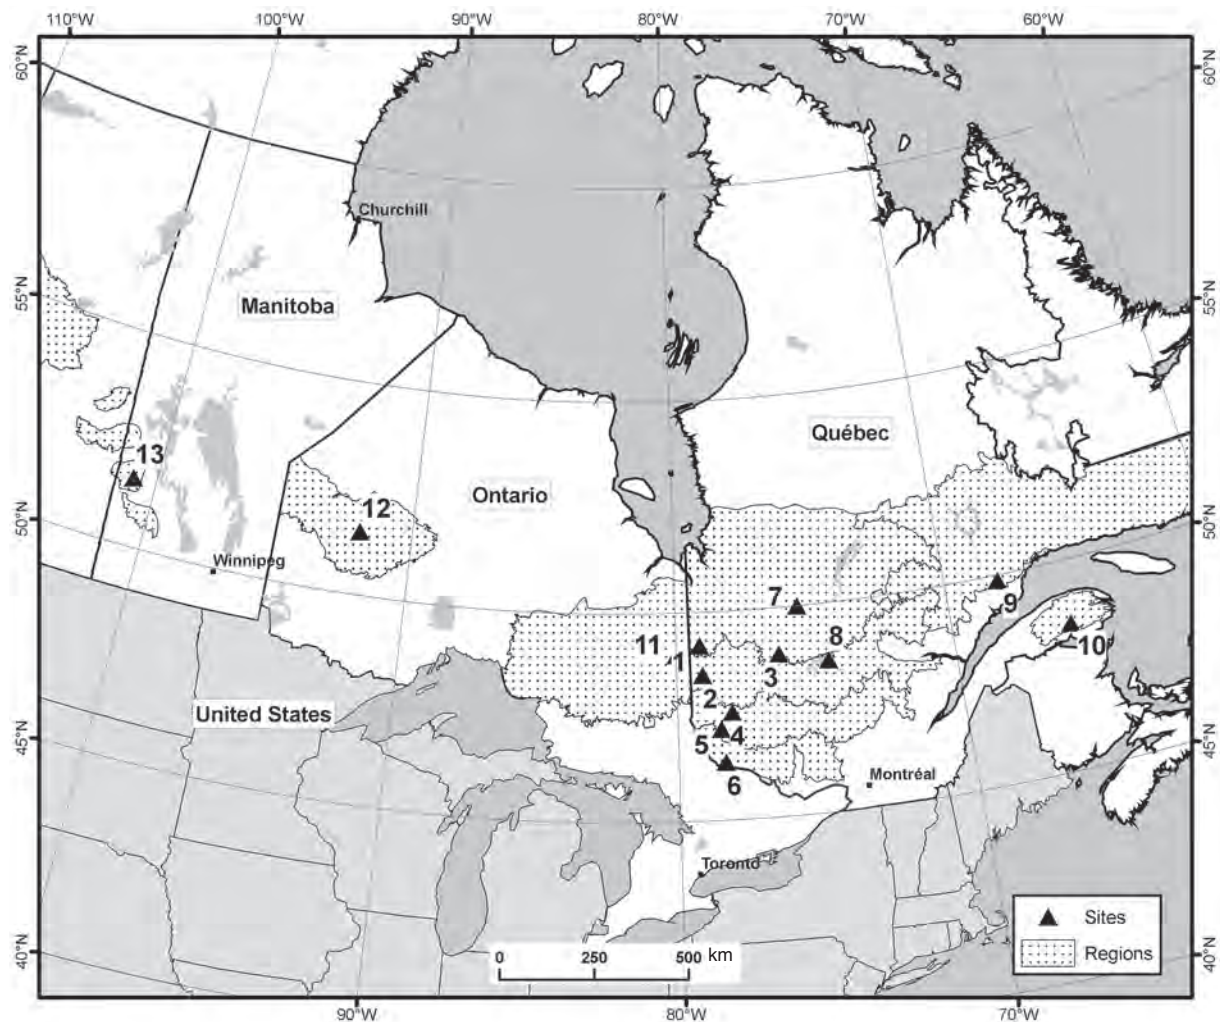 110°W 100°W 90°W 80°W 70°W 60°W
60°N 60°N
Churchill
55°N 55°N
Manitoba
Québec
13
Ontario
12
50°N 50°N
Winnipeg
7
9
11 1 8
10
2 3
United States
5 4
45°N 45°N
6
Montréal
Toronto
Sites
0 250 500 km
Regions
40°N 40°N
90°W 80°W 70°W